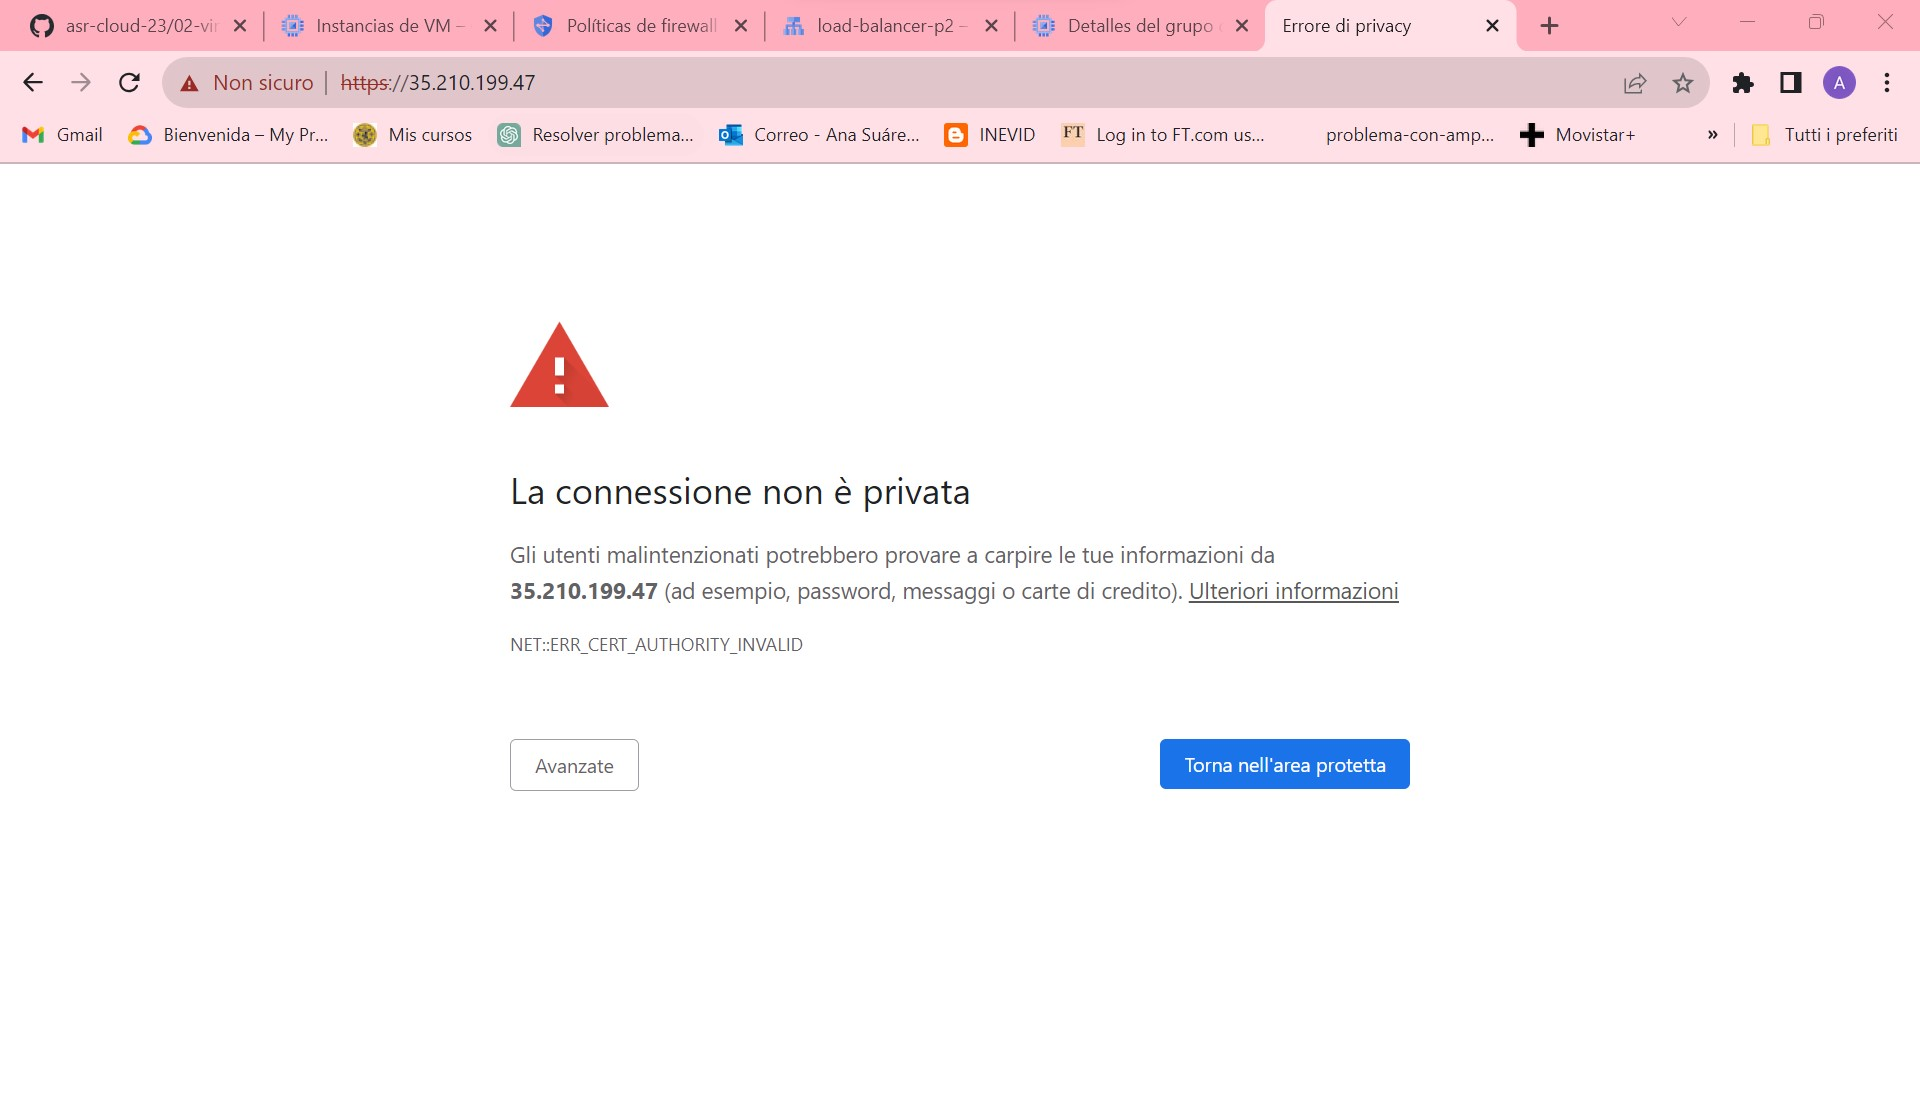 asr-cloud-23/02-vir
Instancias de VM –
Políticas de firewall
load-balancer-p2 –
Detalles del grupo
Errore di privacy
Non sicuro
https://35.210.199.47
A
Gmail
Bienvenida – My Pr...
Mis cursos
Resolver problema...
Correo - Ana Suáre...
INEVID
FT
Log in to FT.com us...
problema-con-amp...
Movistar+
»
Tutti i preferiti
La connessione non è privata
Gli utenti malintenzionati potrebbero provare a carpire le tue informazioni da
35.210.199.47 (ad esempio, password, messaggi o carte di credito). Ulteriori informazioni
NET::ERR_CERT_AUTHORITY_INVALID
Avanzate
Torna nell'area protetta